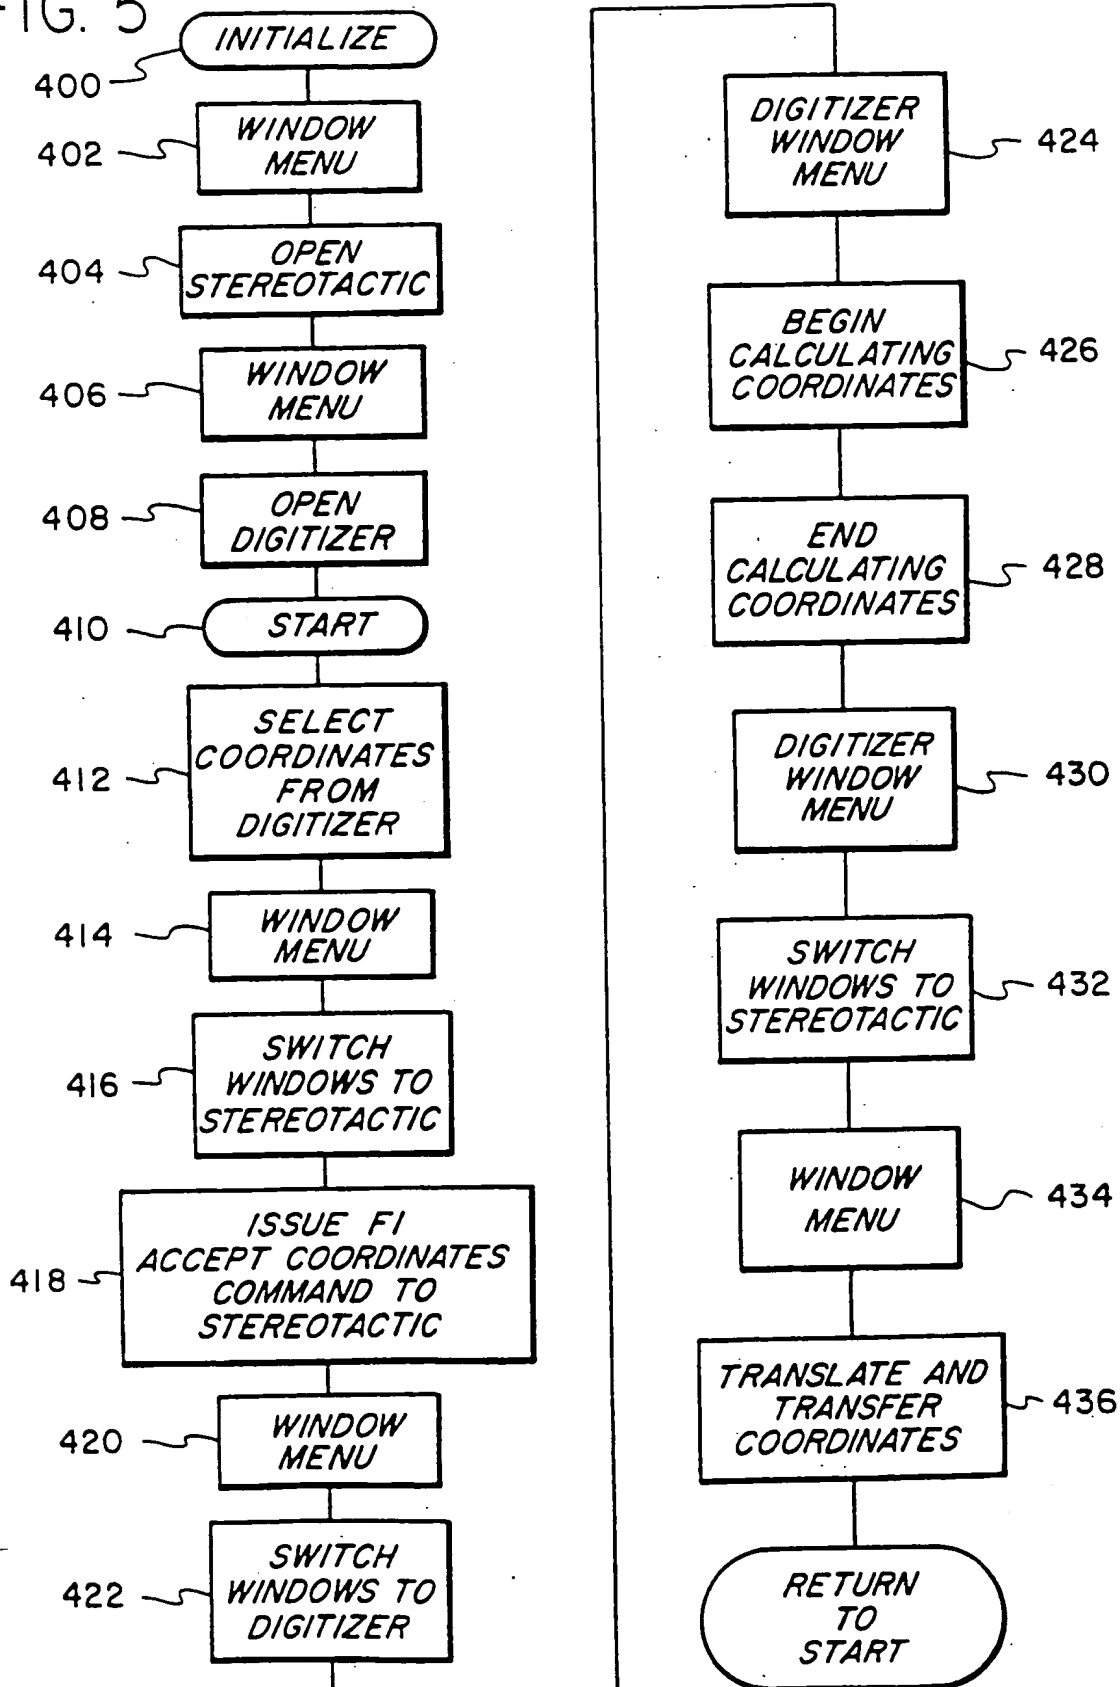 FIG. 5
INITIALIZE
400
WINDOW
MENU
402
OPEN
STEREOTACTIC
404
WINDOW
MENU
406
OPEN
DIGITIZER
408
START
410
SELECT
COORDINATES
FROM
DIGITIZER
412
WINDOW
MENU
414
SWITCH
WINDOWS TO
STEREOTACTIC
416
ISSUE F1
ACCEPT COORDINATES
COMMAND TO
STEREOTACTIC
418
WINDOW
MENU
420
SWITCH
WINDOWS TO
DIGITIZER
422
DIGITIZER
WINDOW
MENU
424
BEGIN
CALCULATING
COORDINATES
426
END
CALCULATING
COORDINATES
428
DIGITIZER
WINDOW
MENU
430
SWITCH
WINDOWS TO
STEREOTACTIC
432
WINDOW
MENU
434
TRANSLATE AND
TRANSFER
COORDINATES
436
RETURN
TO
START